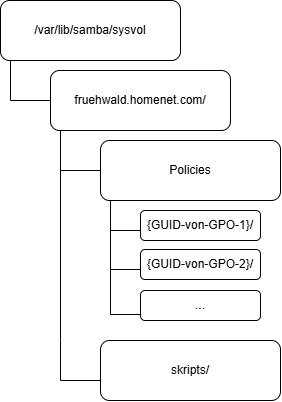 /var/lib/samba/sysvol
fruehwald.homenet.com/
Policies
{GUID-von-GPO-1}/
{GUID-von-GPO-2}/
...
skripts/